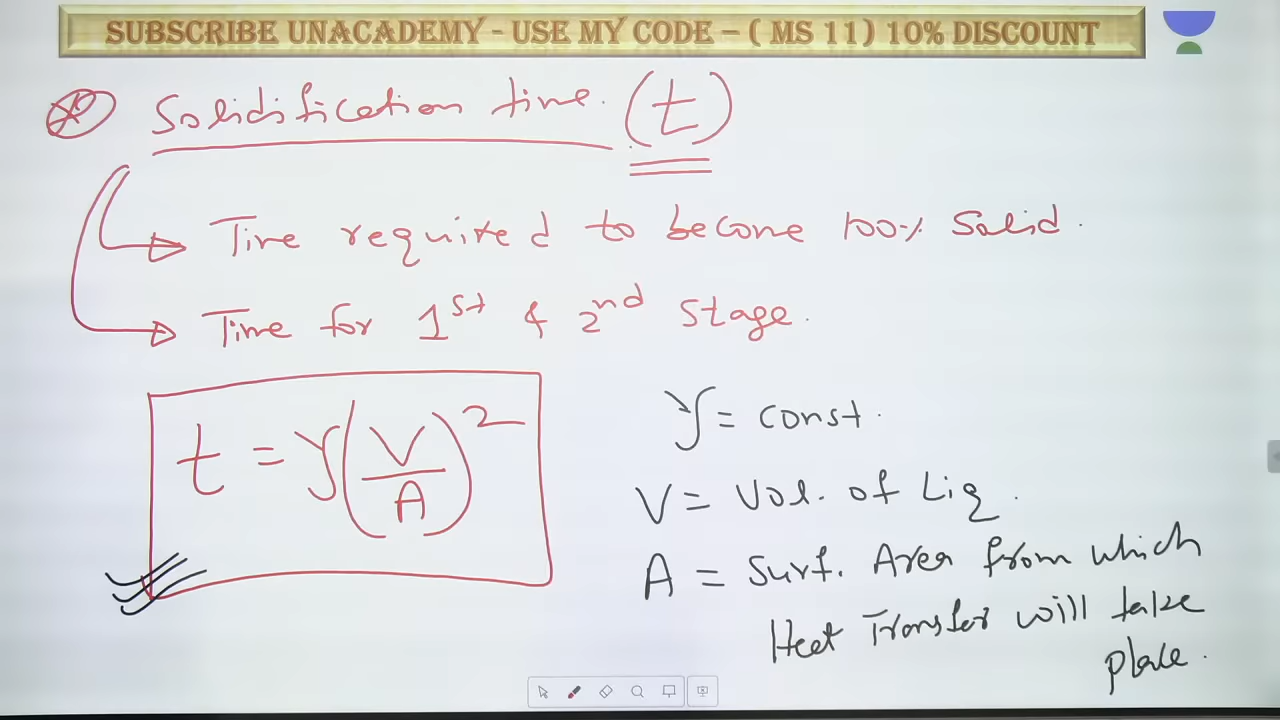 SUBSCRIBE UNACADEMY - USE MY CODE – ( MS 11) 10% DISCOUNT
Solidification time. (t)
Time required to become 100% Solid.
Time for 1st & 2nd Stage.
t = γ(V/A)²
γ = const.
V = Vol. of Liq.
A = Surf. Area from which
Heat Transfer will take
place.